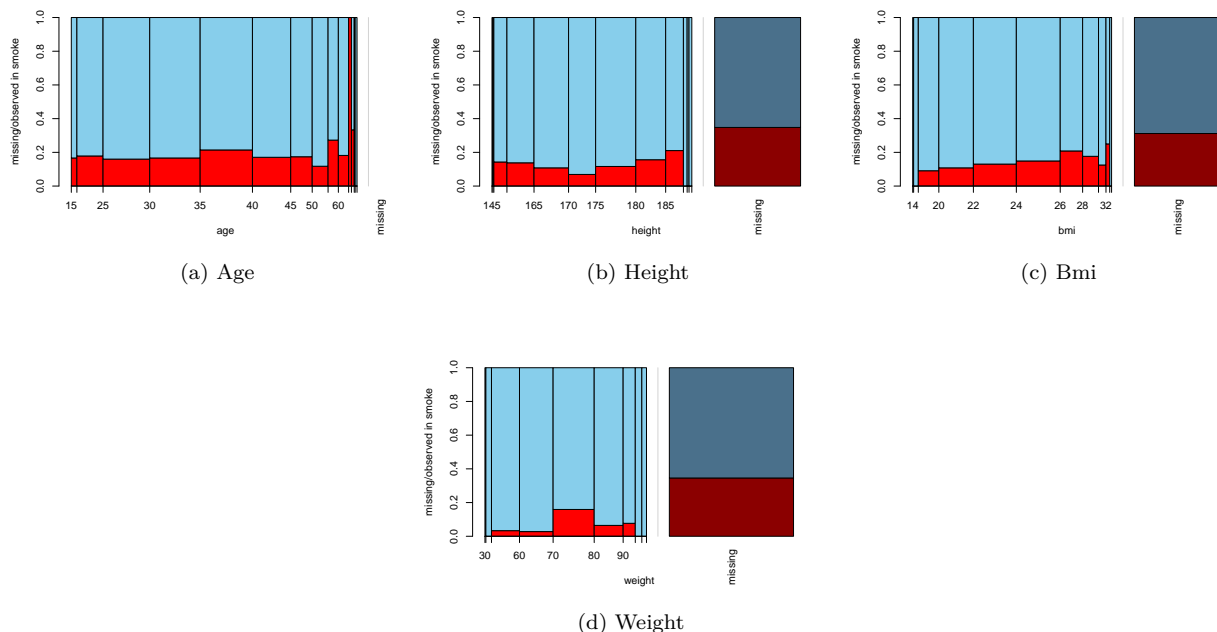 missing/observed in smoke
0.0 0.2 0.4 0.6 0.8 1.0
15 25 30 35 40 45 50 60
missing
age
(a) Age
missing/observed in smoke
0.0 0.2 0.4 0.6 0.8 1.0
145 165 170 175 180 185
missing
height
(b) Height
missing/observed in smoke
0.0 0.2 0.4 0.6 0.8 1.0
14 20 22 24 26 28 32
missing
bmi
(c) Bmi
missing/observed in smoke
0.0 0.2 0.4 0.6 0.8 1.0
30 60 70 80 90
missing
weight
(d) Weight